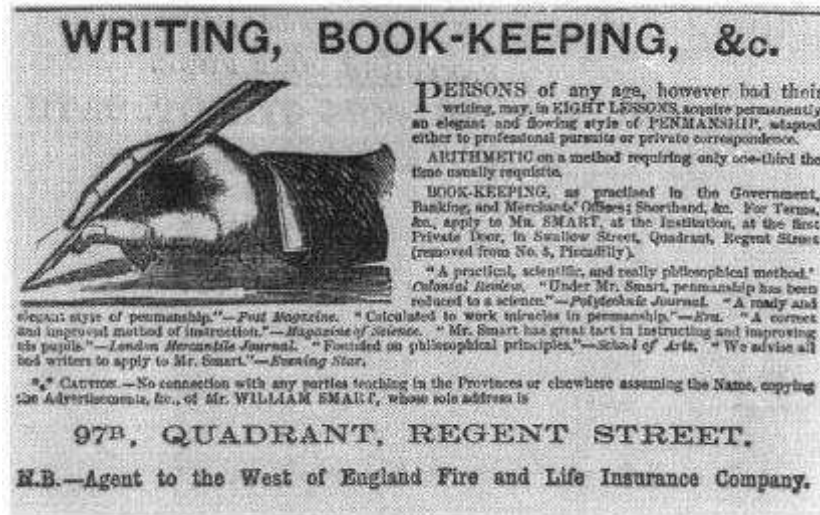 WRITING, BOOK-KEEPING, &c.
PERSONS of any age, however bad their
writing, may, in EIGHT LESSONS, acquire permanently
an elegant and flowing style of PENMANSHIP, adapted
either to professional pursuits or private correspondence.
ARITHMETIC on a method requiring only one-third the
time usually requisite.
BOOK-KEEPING, as practised in the Government,
Banking, and Merchants' Offices; Shorthand, &c. For Terms,
&c., apply to MR. SMART, at the Institution, at the first
Private Door, in Swallow Street, Quadrant, Regent Street
(removed from No. 5, Piccadilly).
"A practical, scientific, and really philosophical method."
Colonial Review. "Under Mr. Smart, penmanship has been
reduced to a science."—Polytechnic Journal. "A ready and
elegant style of penmanship."—Post Magazine. "Calculated to work miracles in penmanship."—Era. "A correct
and improved method of instruction."—Magazine of Science. "Mr. Smart has great tact in instructing and improving
his pupils."—London Mercantile Journal. "Founded on philosophical principles."—School of Arts. "We advise all
bad writers to apply to Mr. Smart."—Evening Star.
*⁎* CAUTION.—No connection with any parties teaching in the Provinces or elsewhere assuming the Name, copying
the Advertisements, &c., of Mr. WILLIAM SMART, whose sole address is
97B, QUADRANT, REGENT STREET.
N.B.—Agent to the West of England Fire and Life Insurance Company.